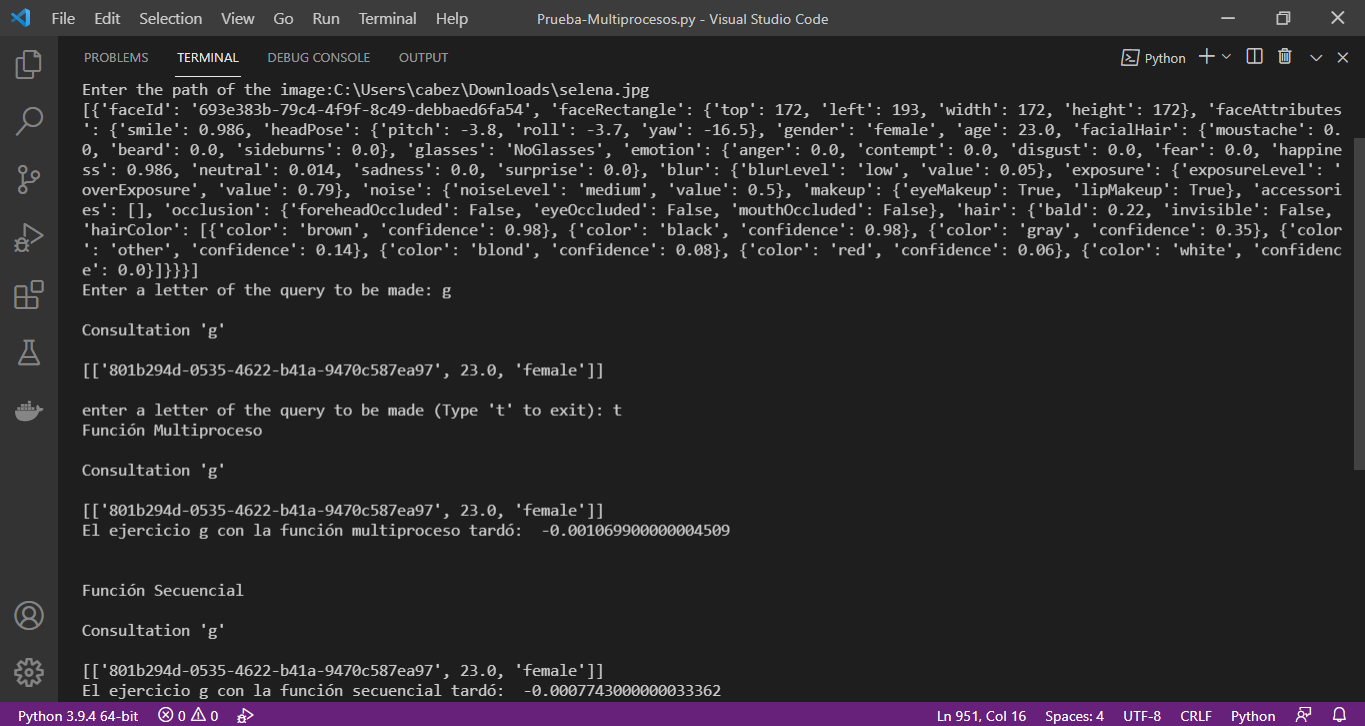 File Edit Selection View Go Run Terminal Help Prueba-Multiprocesos.py - Visual Studio Code
PROBLEMS TERMINAL DEBUG CONSOLE OUTPUT Python
Enter the path of the image:C:\Users\cabez\Downloads\selena.jpg
[{'faceId': '693e383b-79c4-4f9f-8c49-debbaed6fa54', 'faceRectangle': {'top': 172, 'left': 193, 'width': 172, 'height': 172}, 'faceAttributes
': {'smile': 0.986, 'headPose': {'pitch': -3.8, 'roll': -3.7, 'yaw': -16.5}, 'gender': 'female', 'age': 23.0, 'facialHair': {'moustache': 0.
0, 'beard': 0.0, 'sideburns': 0.0}, 'glasses': 'NoGlasses', 'emotion': {'anger': 0.0, 'contempt': 0.0, 'disgust': 0.0, 'fear': 0.0, 'happine
ss': 0.986, 'neutral': 0.014, 'sadness': 0.0, 'surprise': 0.0}, 'blur': {'blurLevel': 'low', 'value': 0.05}, 'exposure': {'exposureLevel': '
overExposure', 'value': 0.79}, 'noise': {'noiseLevel': 'medium', 'value': 0.5}, 'makeup': {'eyeMakeup': True, 'lipMakeup': True}, 'accessori
es': [], 'occlusion': {'foreheadOccluded': False, 'eyeOccluded': False, 'mouthOccluded': False}, 'hair': {'bald': 0.22, 'invisible': False,
'hairColor': [{'color': 'brown', 'confidence': 0.98}, {'color': 'black', 'confidence': 0.98}, {'color': 'gray', 'confidence': 0.35}, {'color
': 'other', 'confidence': 0.14}, {'color': 'blond', 'confidence': 0.08}, {'color': 'red', 'confidence': 0.06}, {'color': 'white', 'confidenc
e': 0.0}]}}}]
Enter a letter of the query to be made: g
Consultation 'g'
[['801b294d-0535-4622-b41a-9470c587ea97', 23.0, 'female']]
enter a letter of the query to be made (Type 't' to exit): t
Función Multiproceso
Consultation 'g'
[['801b294d-0535-4622-b41a-9470c587ea97', 23.0, 'female']]
El ejercicio g con la función multiproceso tardó:  -0.001069900000004509
Función Secuencial
Consultation 'g'
[['801b294d-0535-4622-b41a-9470c587ea97', 23.0, 'female']]
El ejercicio g con la función secuencial tardó:  -0.0007743000000033362
Python 3.9.4 64-bit 0 0 Ln 951, Col 16 Spaces: 4 UTF-8 CRLF Python